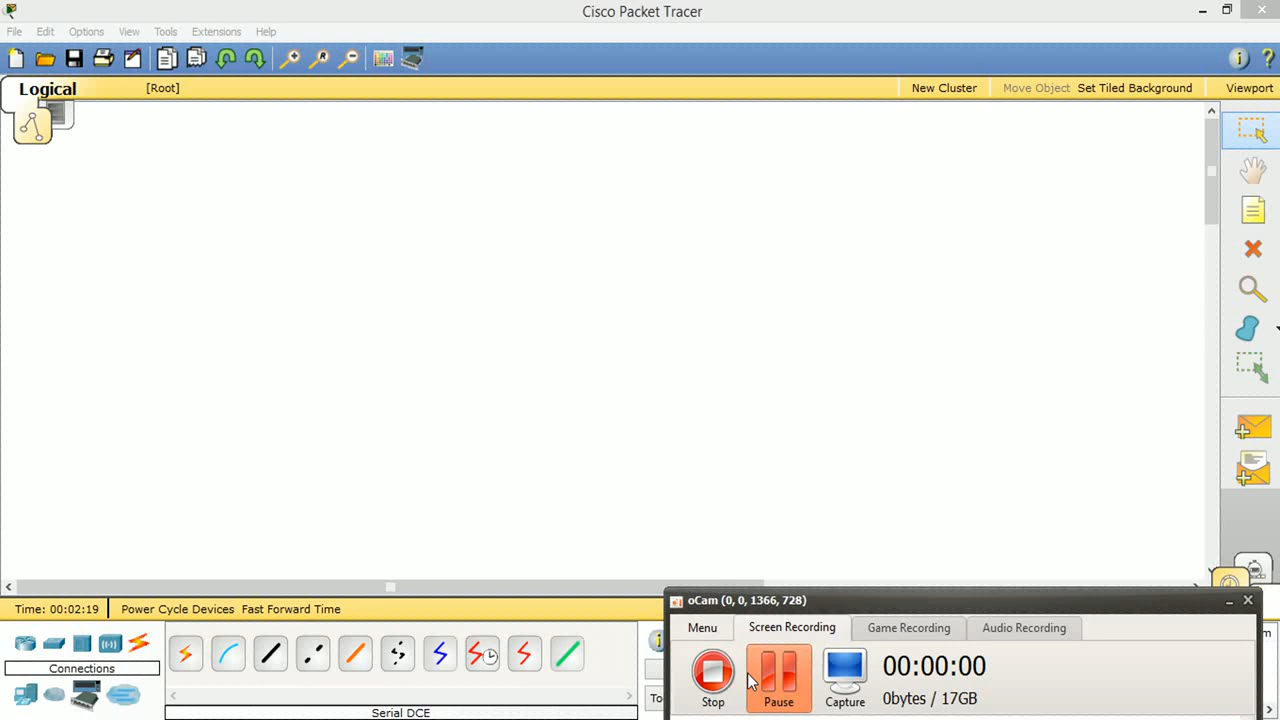 Cisco Packet Tracer
File Edit Options View Tools Extensions Help
Logical [Root] New Cluster Move Object Set Tiled Background Viewport
Time: 00:02:19 Power Cycle Devices Fast Forward Time
oCam (0, 0, 1366, 728)
Menu Screen Recording Game Recording Audio Recording
Connections
00:00:00
Stop Pause Capture 0bytes / 17GB
Serial DCE